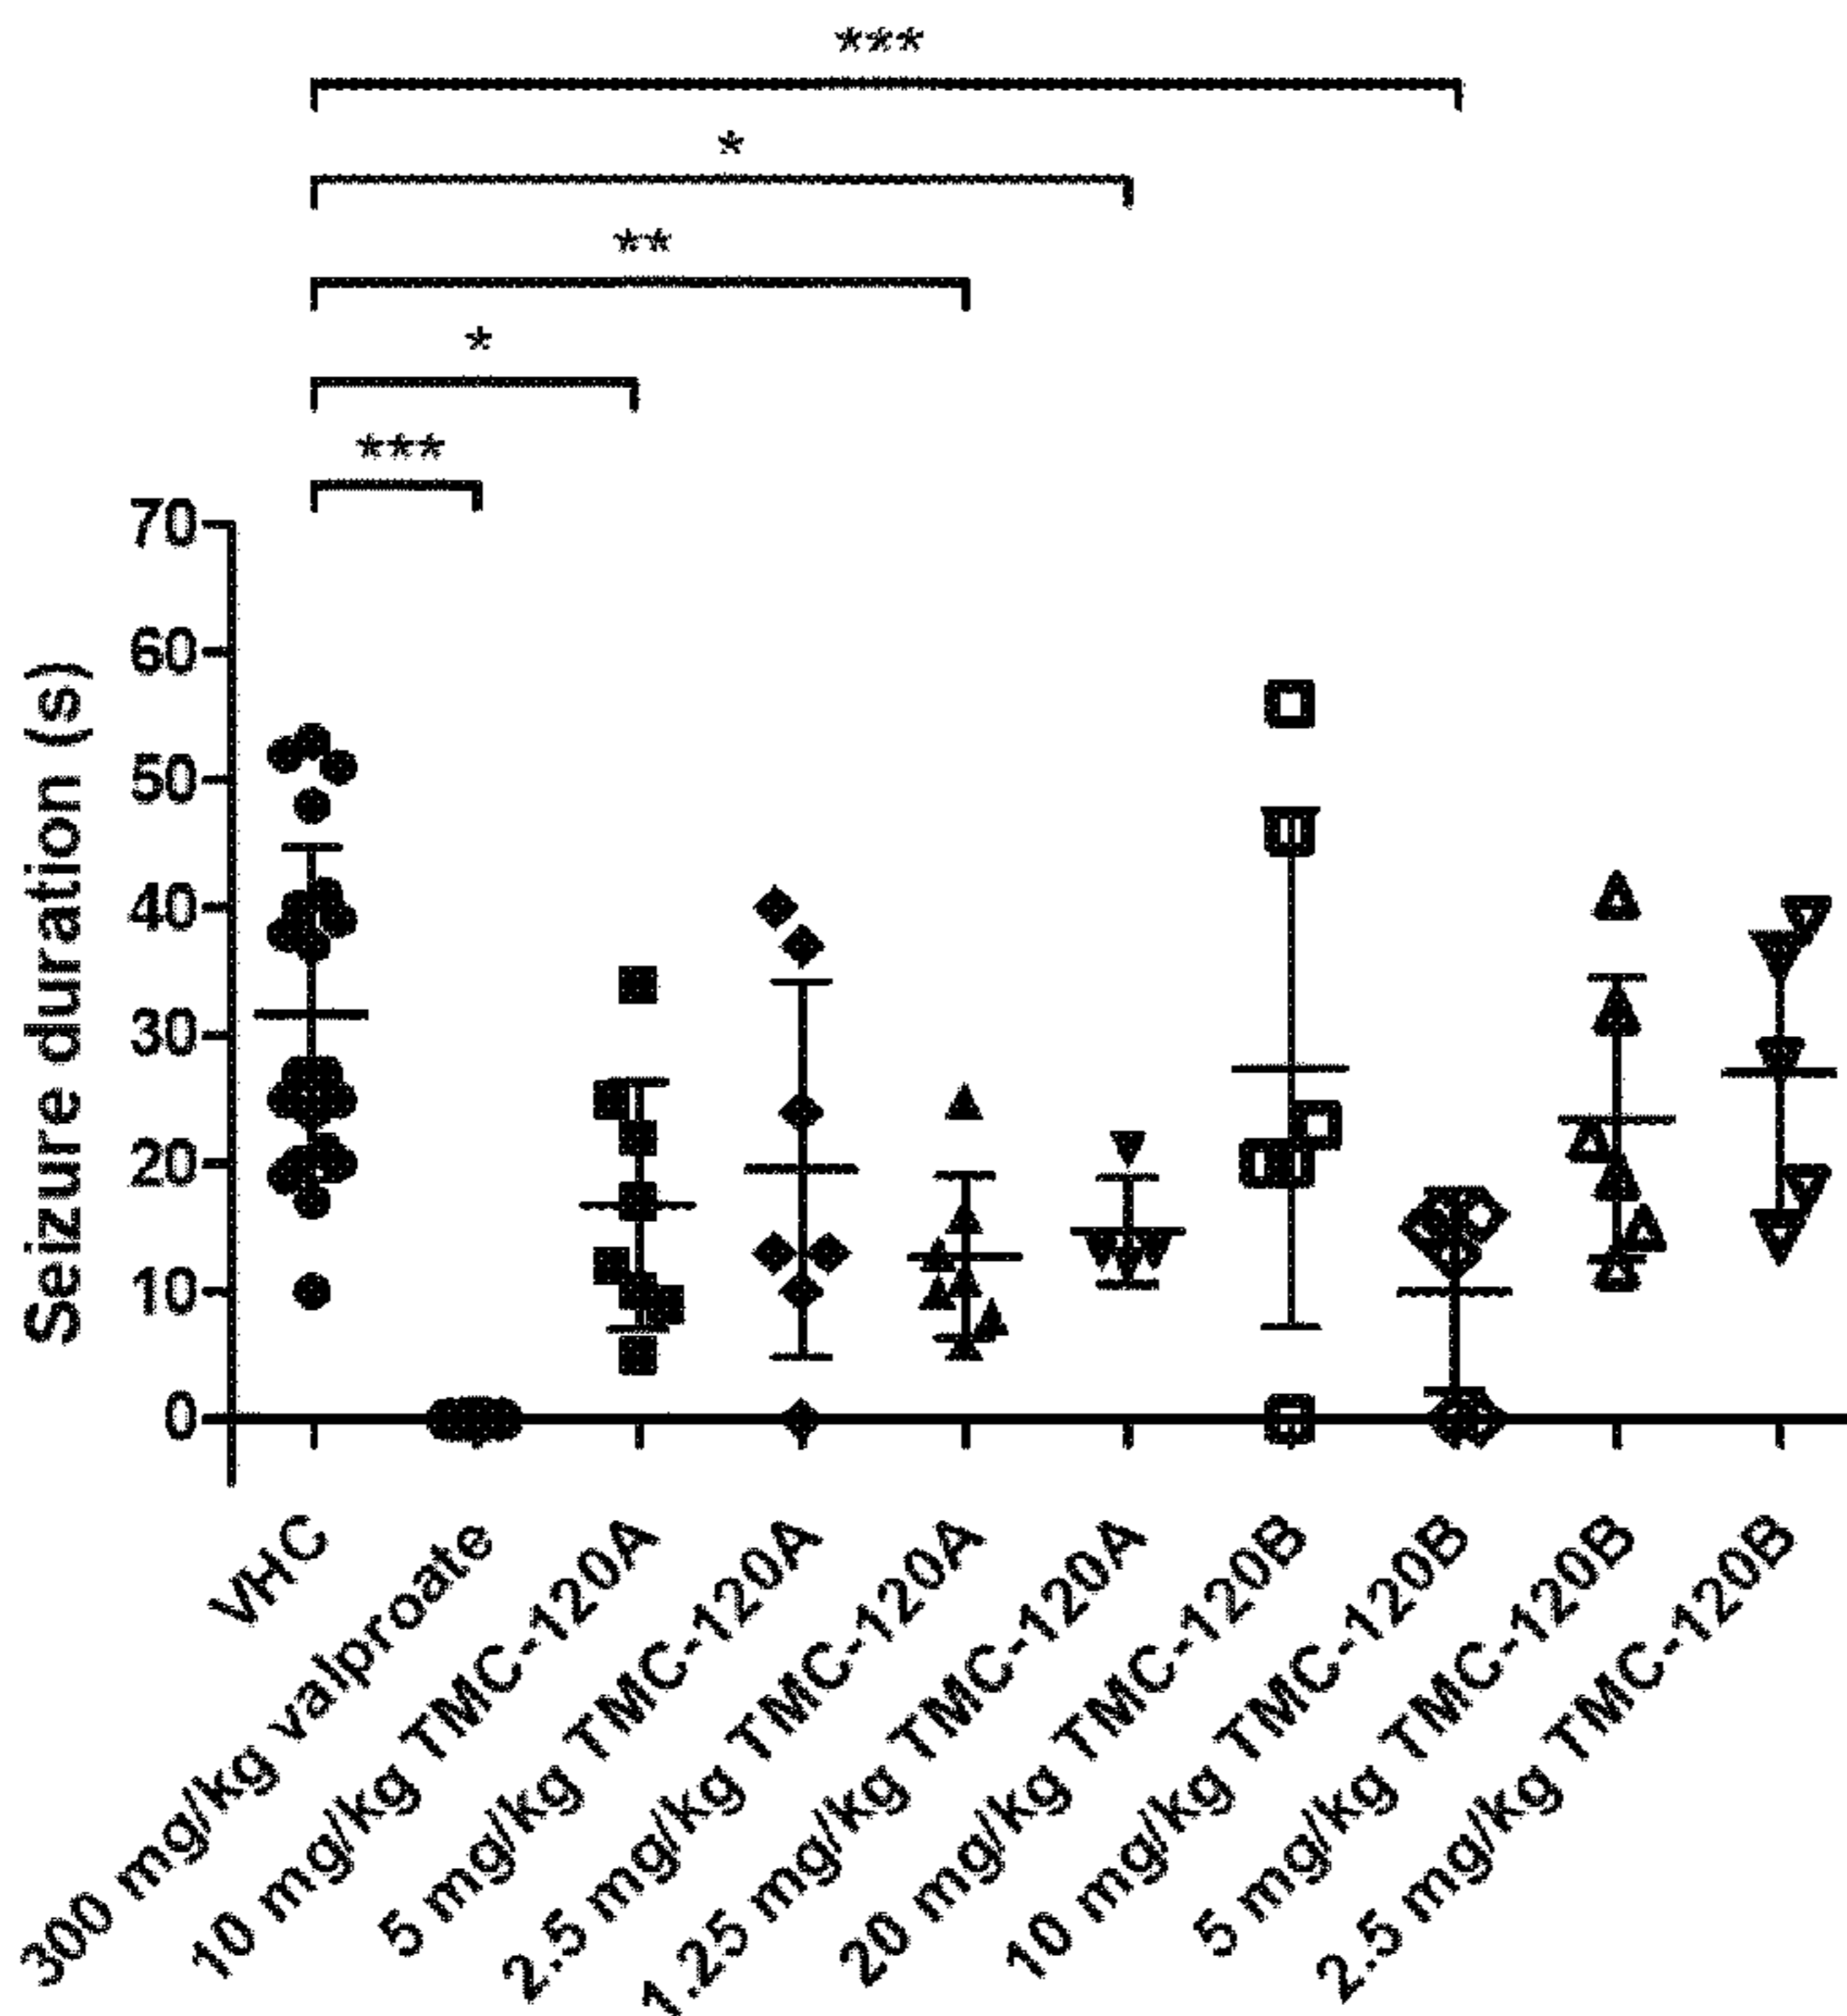 ***
*
**
*
***
70
60
50
40
30
20
10
0
Seizure duration (s)
VHC
300 mg/kg valproate
10 mg/kg TMC-120A
5 mg/kg TMC-120A
2.5 mg/kg TMC-120A
1.25 mg/kg TMC-120A
20 mg/kg TMC-120B
10 mg/kg TMC-120B
5 mg/kg TMC-120B
2.5 mg/kg TMC-120B